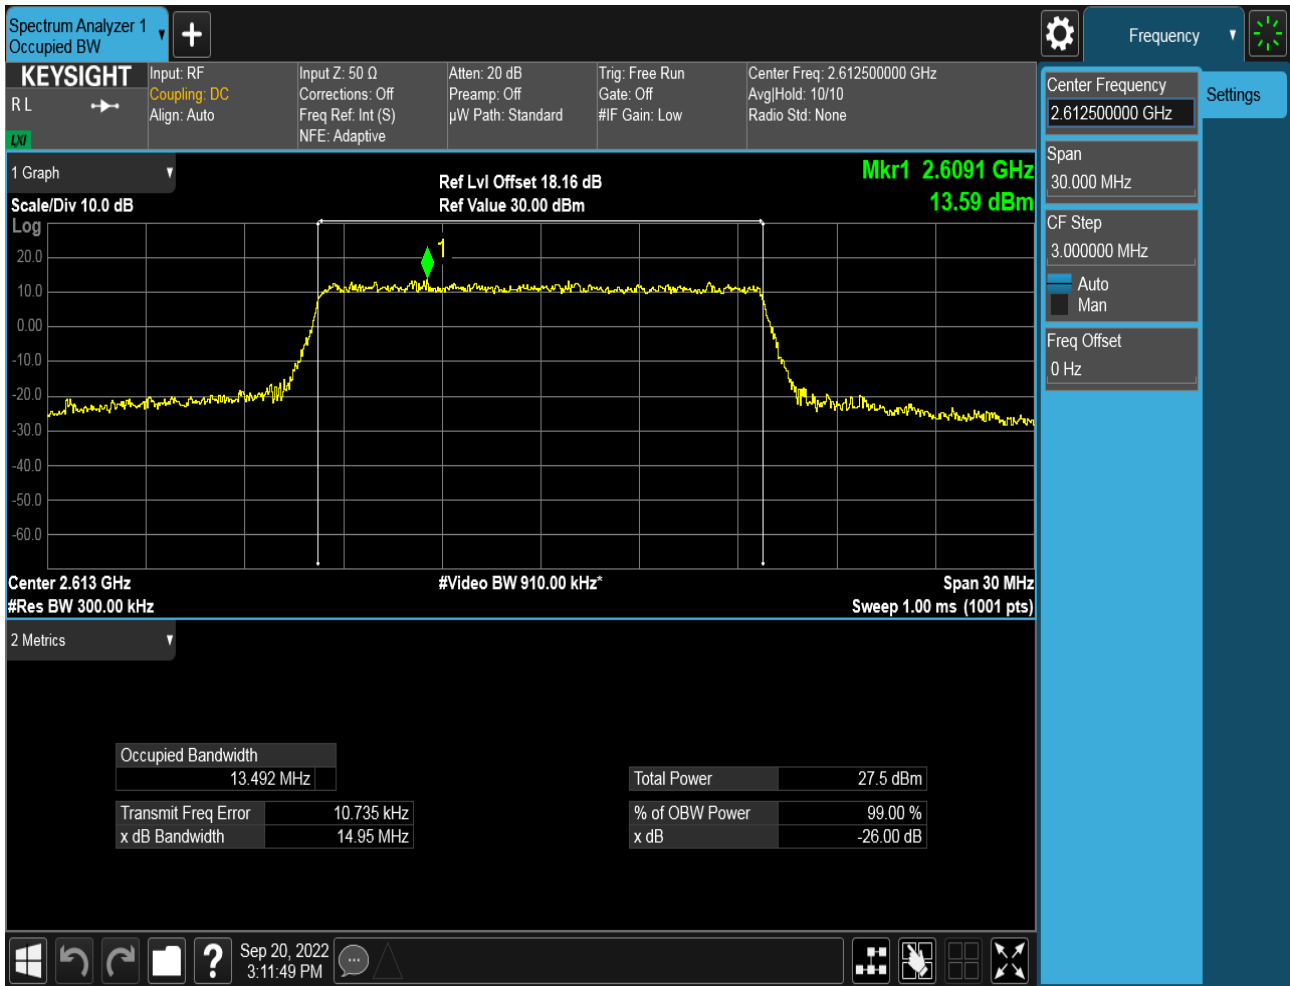 Spectrum Analyzer 1
Occupied BW
Frequency
KEYSIGHT
R L
LXI
Input: RF
Coupling: DC
Align: Auto
Input Z: 50 Ω
Corrections: Off
Freq Ref: Int (S)
NFE: Adaptive
Atten: 20 dB
Preamp: Off
µW Path: Standard
Trig: Free Run
Gate: Off
#IF Gain: Low
Center Freq: 2.612500000 GHz
Avg|Hold: 10/10
Radio Std: None
Center Frequency
2.612500000 GHz
Settings
Span
30.000 MHz
CF Step
3.000000 MHz
Auto
Man
Freq Offset
0 Hz
1 Graph
Scale/Div 10.0 dB
Ref Lvl Offset 18.16 dB
Ref Value 30.00 dBm
Mkr1 2.6091 GHz
13.59 dBm
Log
1
20.0
10.0
0.00
-10.0
-20.0
-30.0
-40.0
-50.0
-60.0
Center 2.613 GHz
#Video BW 910.00 kHz*
Span 30 MHz
#Res BW 300.00 kHz
Sweep 1.00 ms (1001 pts)
2 Metrics
Occupied Bandwidth
13.492 MHz
Total Power 27.5 dBm
Transmit Freq Error 10.735 kHz
% of OBW Power 99.00 %
x dB Bandwidth 14.95 MHz
x dB -26.00 dB
?
Sep 20, 2022
3:11:49 PM